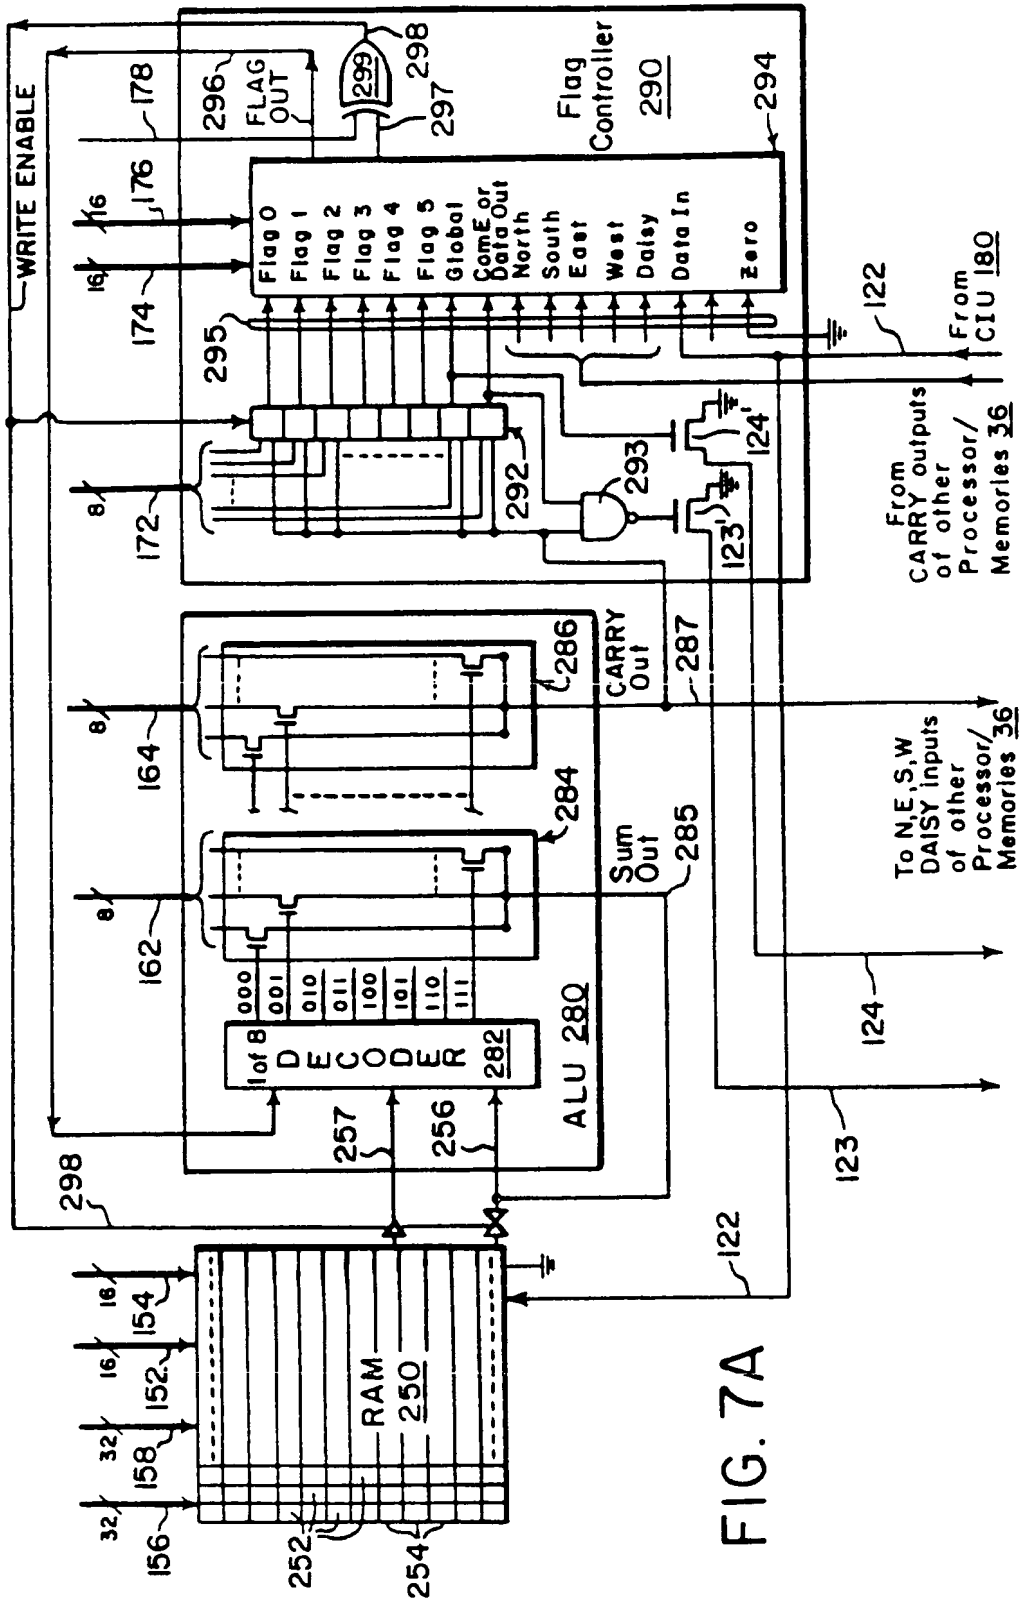 32
156
32
158
16
152
16
154
252
254
RAM
250
122
298
257
256
8
162
8
164
1 of 8
DECODER
282
000
001
010
011
100
101
110
111
ALU 280
284
286
Sum
Out
285
CARRY
Out
287
To N,E,S,W
DAISY inputs
of other
Processor/
Memories 36
123
124
8
172
292
293
123'
124'
295
16
174
16
176
178
WRITE ENABLE
296
FLAG
OUT
298
299
297
Flag
Controller
290
294
Flag 0
Flag 1
Flag 2
Flag 3
Flag 4
Flag 5
Global
ComE or
Data Out
North
South
East
West
Daisy
Data In
Zero
From
CARRY outputs
of other
Processor/
Memories 36
122
From
CIU 180
FIG. 7A